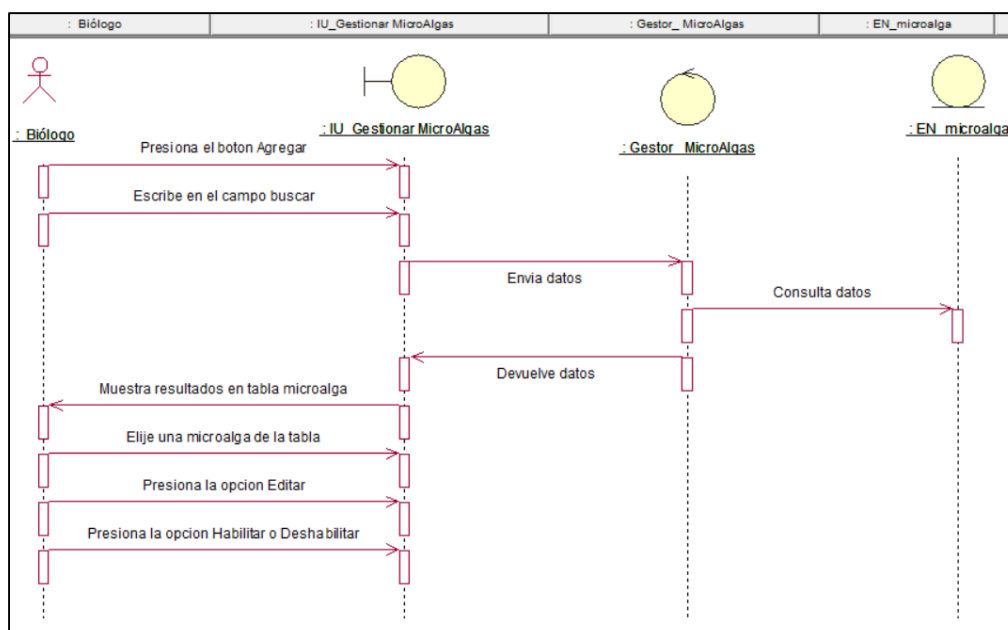 : Biólogo
: IU_Gestionar MicroAlgas
: Gestor_ MicroAlgas
: EN_microalga
: Biólogo
: IU_Gestionar MicroAlgas
: Gestor_ MicroAlgas
: EN_microalga
Presiona el boton Agregar
Escribe en el campo buscar
Envia datos
Consulta datos
Devuelve datos
Muestra resultados en tabla microalga
Elije una microalga de la tabla
Presiona la opcion Editar
Presiona la opcion Habilitar o Deshabilitar